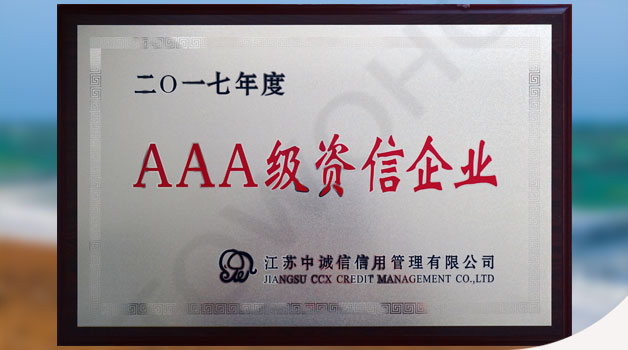 二〇一七年度
AAA级资信企业
江苏中诚信信用管理有限公司
JIANGSU CCX CREDIT MANAGEMENT CO.,LTD